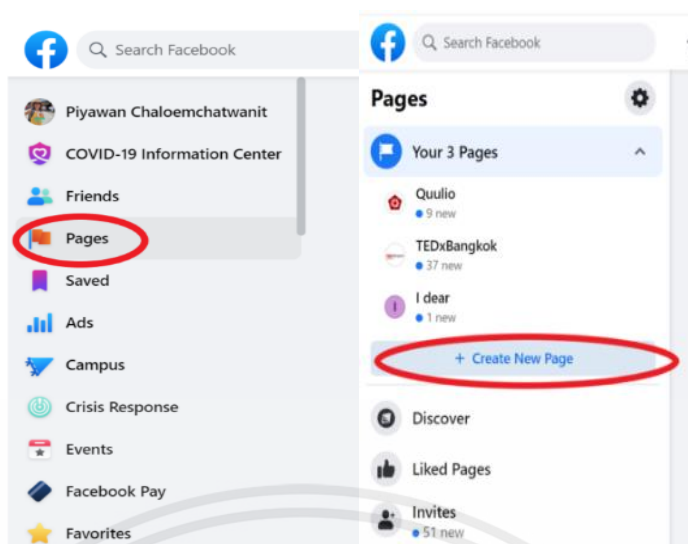 Search Facebook
Piyawan Chaloemchatwanit
COVID-19 Information Center
Friends
Pages
Saved
Ads
Campus
Crisis Response
Events
Facebook Pay
Favorites
Search Facebook
Pages
Your 3 Pages
Quulio
9 new
TEDxBangkok
37 new
I dear
1 new
+ Create New Page
Discover
Liked Pages
Invites
51 new